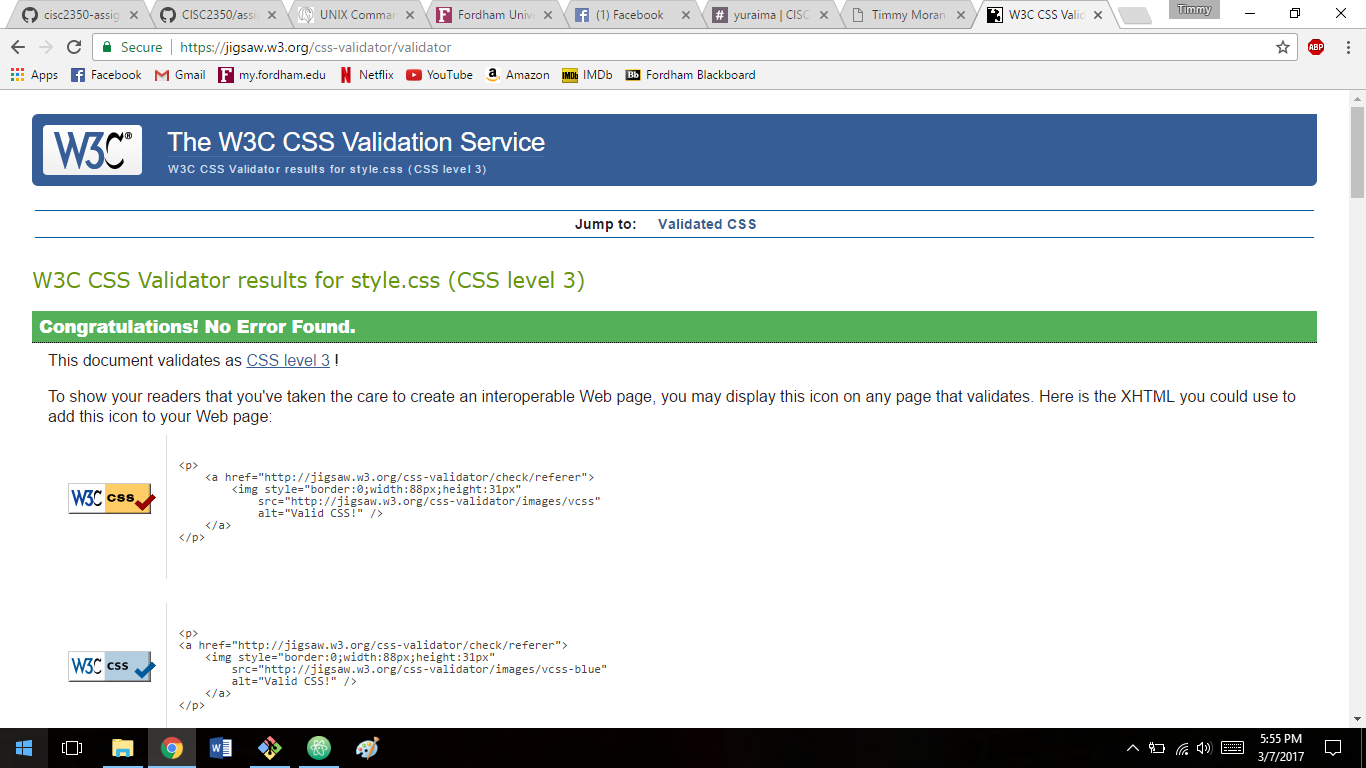 cisc2350-assig
CISC2350/assig
UNIX Comman
Fordham Unive
(1) Facebook
yuraima | CISC
Timmy Moran
W3C CSS Valid
Timmy
Secure
https://jigsaw.w3.org/css-validator/validator
ABP
Apps
Facebook
Gmail
my.fordham.edu
Netflix
YouTube
Amazon
IMDb
Fordham Blackboard
W3C®
The W3C CSS Validation Service
W3C CSS Validator results for style.css (CSS level 3)
Jump to: Validated CSS
W3C CSS Validator results for style.css (CSS level 3)
Congratulations! No Error Found.
This document validates as CSS level 3 !
To show your readers that you've taken the care to create an interoperable Web page, you may display this icon on any page that validates. Here is the XHTML you could use to
add this icon to your Web page:
W3C css
<p>
<a href="http://jigsaw.w3.org/css-validator/check/referer">
<img style="border:0;width:88px;height:31px"
src="http://jigsaw.w3.org/css-validator/images/vcss"
alt="Valid CSS!" />
</a>
</p>
W3C css
<p>
<a href="http://jigsaw.w3.org/css-validator/check/referer">
<img style="border:0;width:88px;height:31px"
src="http://jigsaw.w3.org/css-validator/images/vcss-blue"
alt="Valid CSS!" />
</a>
</p>
5:55 PM
3/7/2017